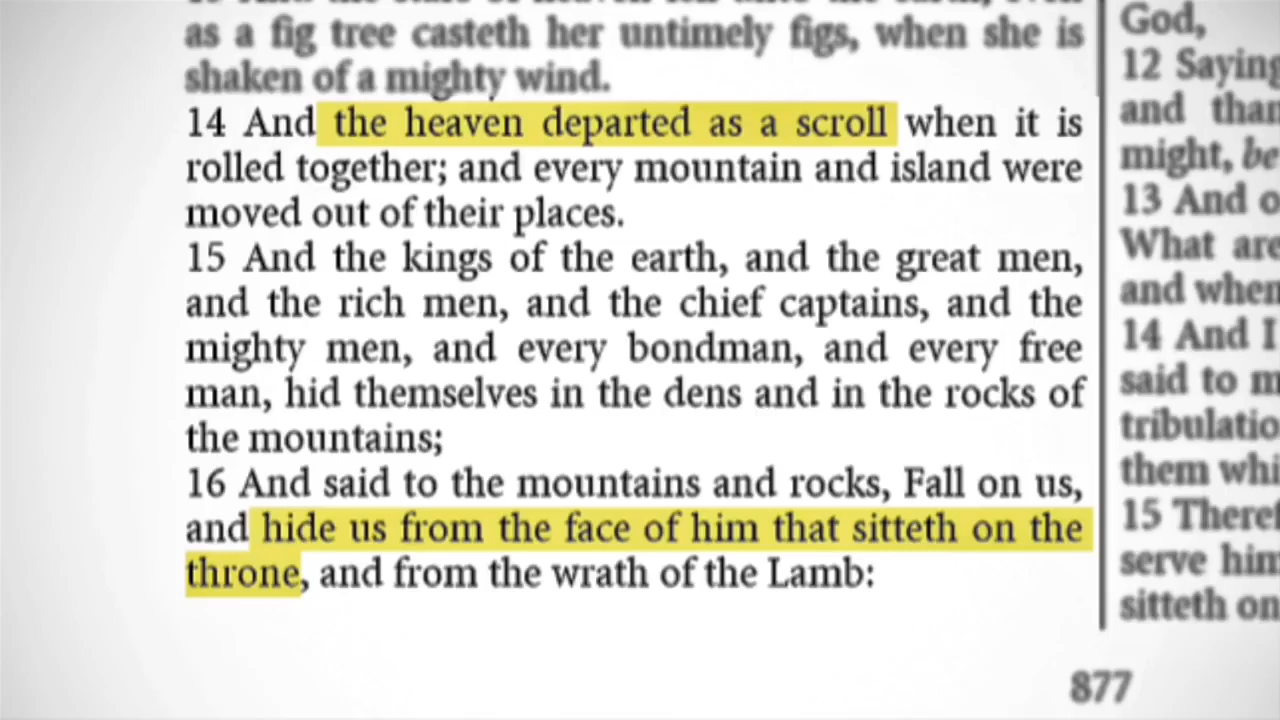 as a fig tree casteth her untimely figs, when she is
shaken of a mighty wind.
14 And the heaven departed as a scroll when it is
rolled together; and every mountain and island were
moved out of their places.
15 And the kings of the earth, and the great men,
and the rich men, and the chief captains, and the
mighty men, and every bondman, and every free
man, hid themselves in the dens and in the rocks of
the mountains;
16 And said to the mountains and rocks, Fall on us,
and hide us from the face of him that sitteth on the
throne, and from the wrath of the Lamb:
God,
12 Saying
and than
might, be
13 And o
What are
and when
14 And I
said to m
tribulatio
them whi
15 Theref
serve him
sitteth on
877